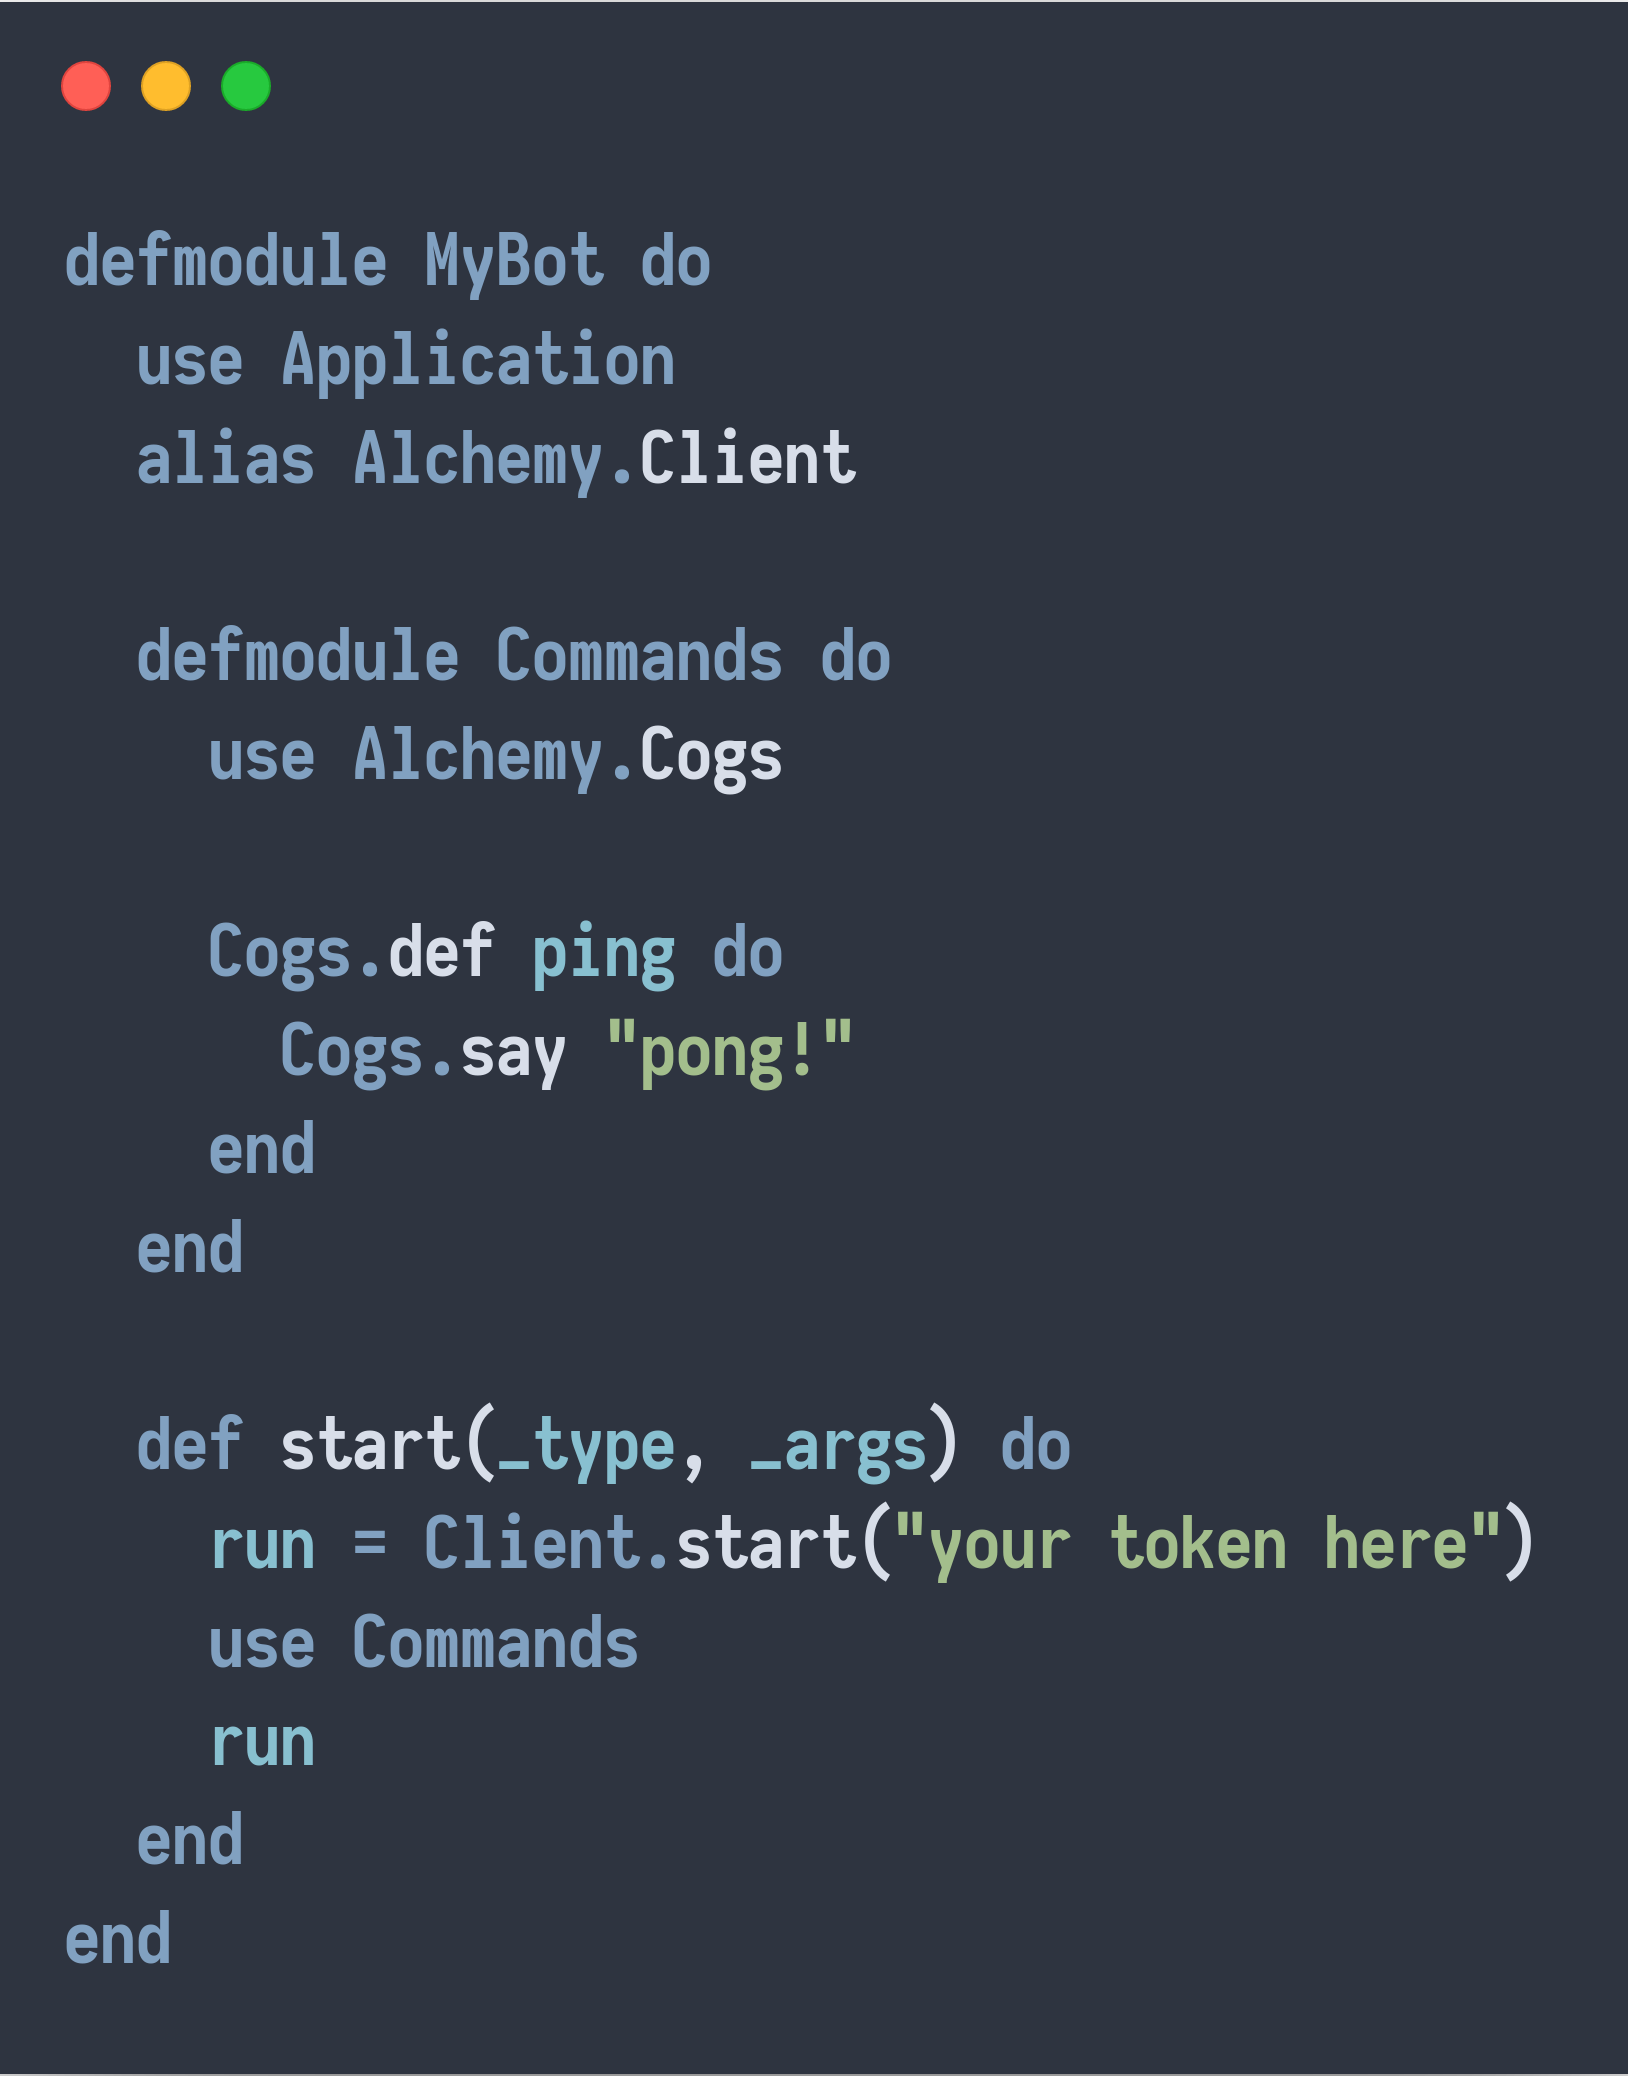 defmodule MyBot do
  use Application
  alias Alchemy.Client

  defmodule Commands do
    use Alchemy.Cogs

    Cogs.def ping do
      Cogs.say "pong!"
    end
  end

  def start(_type, _args) do
    run = Client.start("your token here")
    use Commands
    run
  end
end